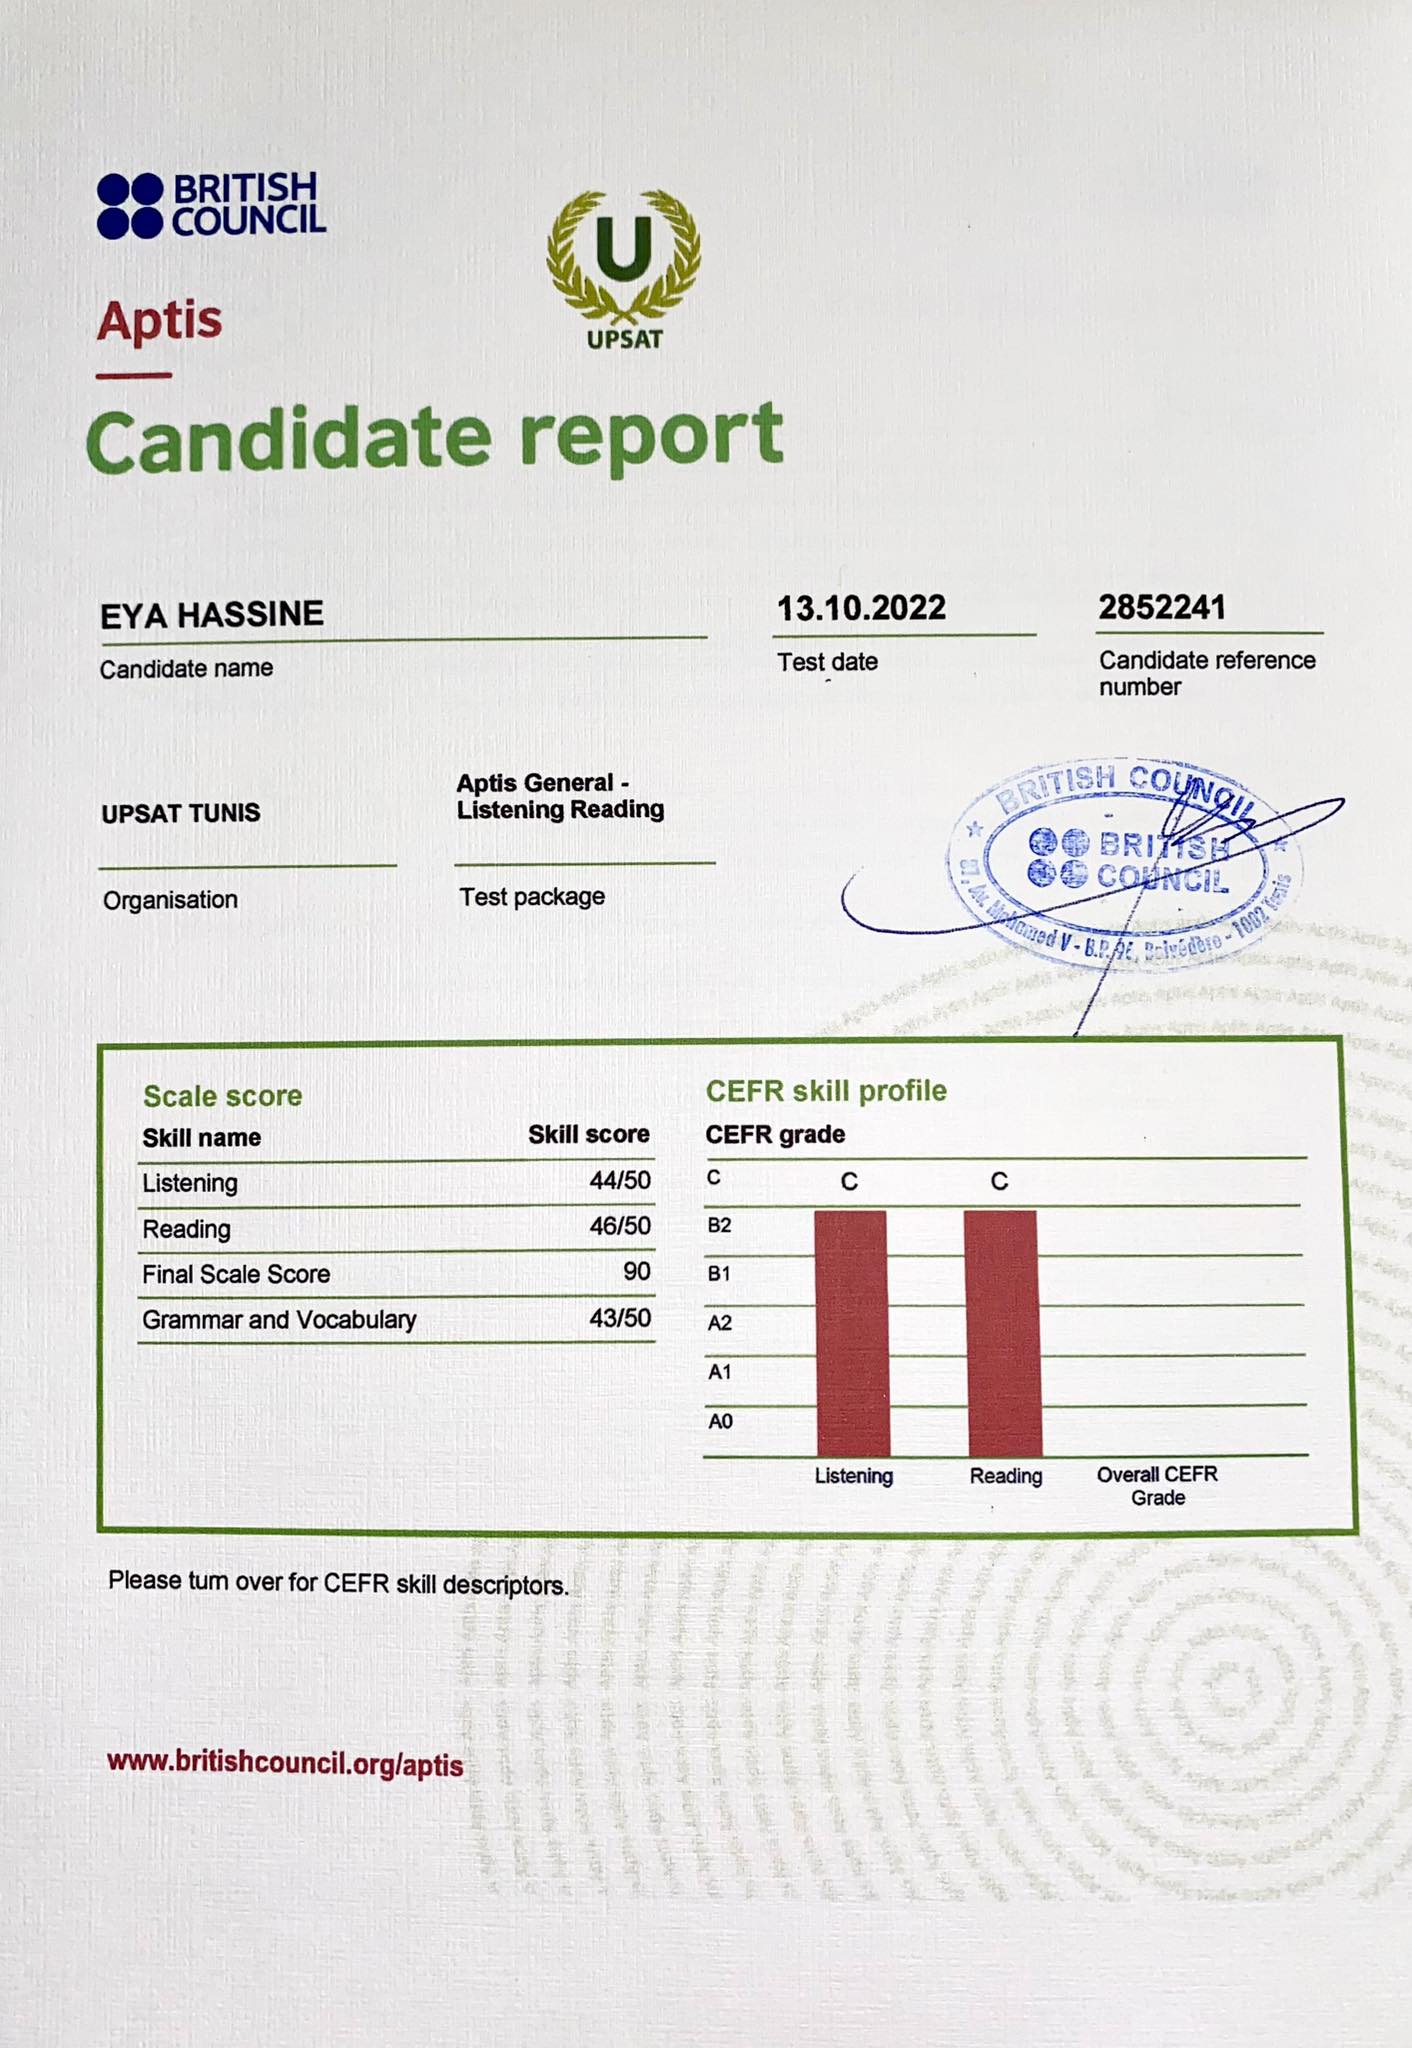 BRITISH
COUNCIL
U
UPSAT
Aptis
Candidate report
EYA HASSINE
Candidate name
13.10.2022
Test date
2852241
Candidate reference
number
UPSAT TUNIS
Organisation
Aptis General -
Listening Reading
Test package
BRITISH COUNCIL
BRITISH
COUNCIL
87, Av. Mohamed V - B.P. 96, Belvédère - 1002 Tunis
Scale score
Skill name Skill score
Listening 44/50
Reading 46/50
Final Scale Score 90
Grammar and Vocabulary 43/50
CEFR skill profile
CEFR grade
C C C
B2
B1
A2
A1
A0
Listening Reading Overall CEFR
Grade
Please turn over for CEFR skill descriptors.
www.britishcouncil.org/aptis